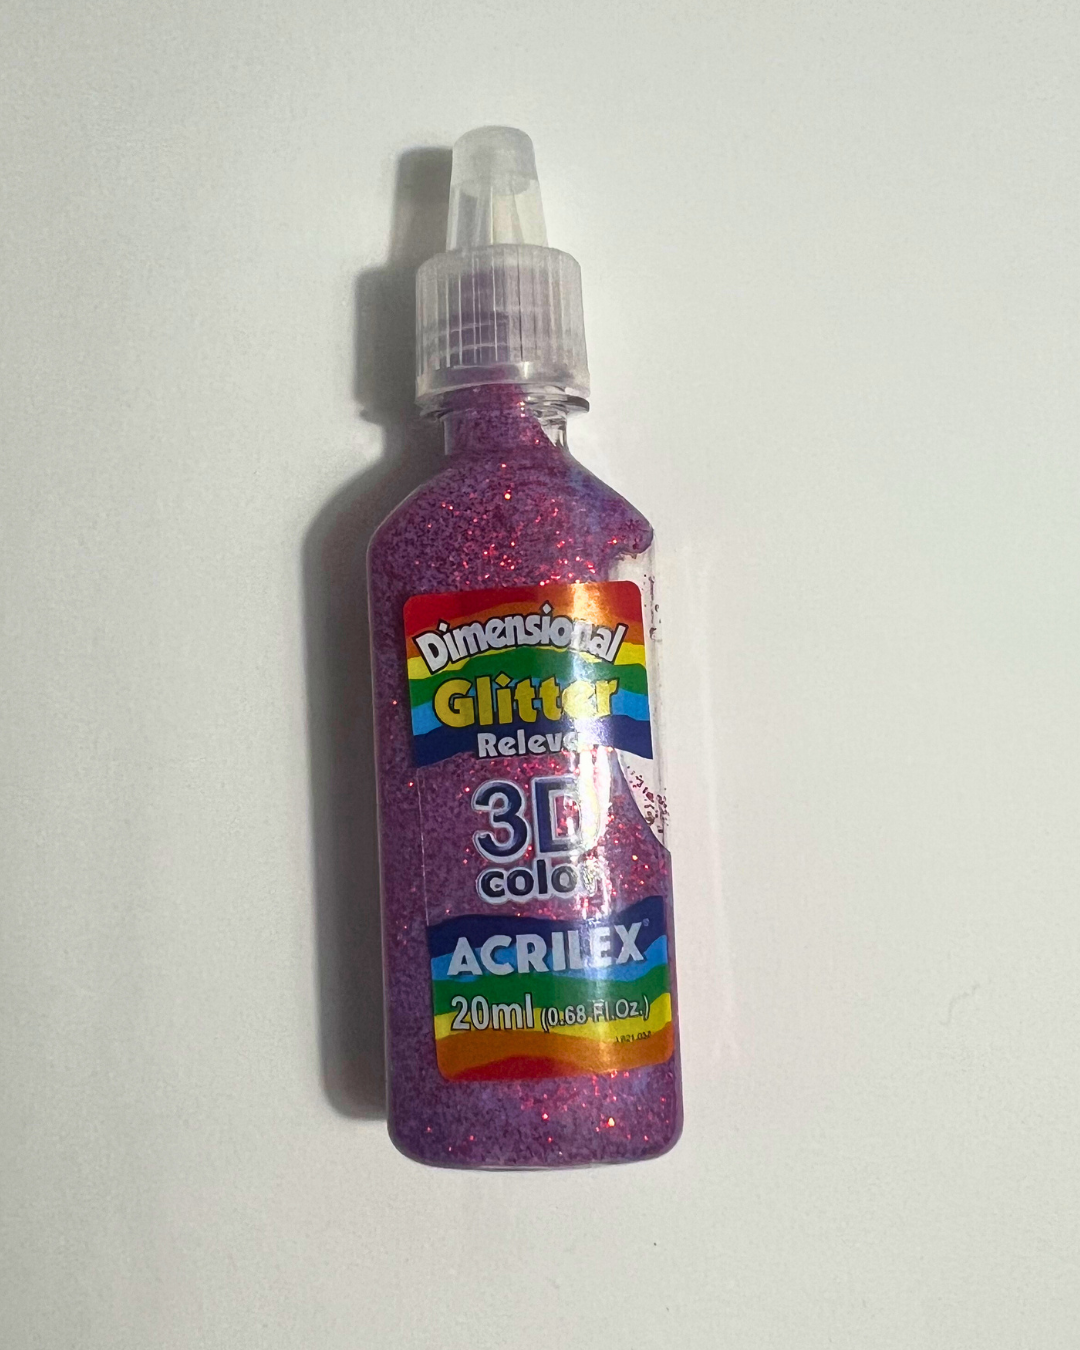 Dimensional
Glitter
Relevo
3D
color
ACRILEX®
20ml (0.68 Fl.Oz.)